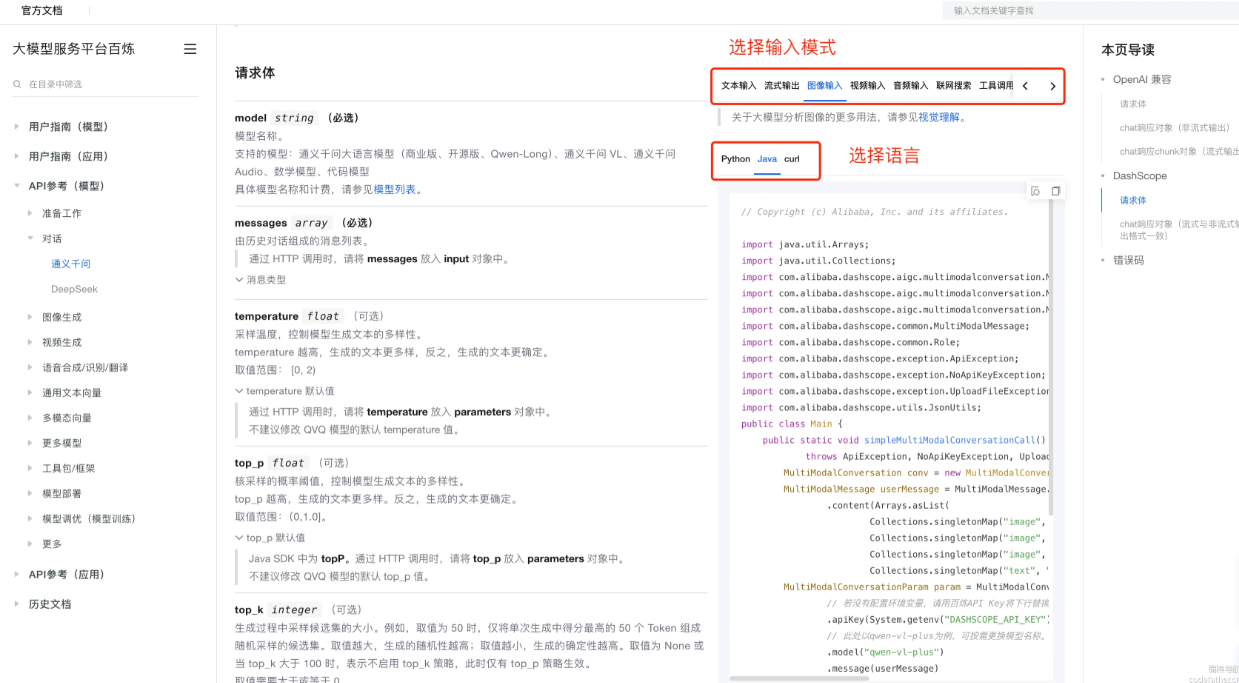 官方文档
输入文档关键字查找
大模型服务平台百炼
在目录中筛选
用户指南（模型）
用户指南（应用）
API参考（模型）
准备工作
对话
通义千问
DeepSeek
图像生成
视频生成
语音合成/识别/翻译
通用文本向量
多模态向量
更多模型
工具包/框架
模型部署
模型调优（模型训练）
更多
API参考（应用）
历史文档
请求体
model string （必选）
模型名称。
支持的模型：通义千问大语言模型（商业版、开源版、Qwen-Long）、通义千问 VL、通义千问
Audio、数学模型、代码模型
具体模型名称和计费，请参见模型列表。
messages array （必选）
由历史对话组成的消息列表。
通过 HTTP 调用时，请将 messages 放入 input 对象中。
消息类型
temperature float （可选）
采样温度，控制模型生成文本的多样性。
temperature 越高，生成的文本更多样，反之，生成的文本更确定。
取值范围： [0, 2)
temperature 默认值
通过 HTTP 调用时，请将 temperature 放入 parameters 对象中。
不建议修改 QVQ 模型的默认 temperature 值。
top_p float （可选）
核采样的概率阈值，控制模型生成文本的多样性。
top_p 越高，生成的文本更多样。反之，生成的文本更确定。
取值范围：（0,1.0]。
top_p 默认值
Java SDK 中为 topP。通过 HTTP 调用时，请将 top_p 放入 parameters 对象中。
不建议修改 QVQ 模型的默认 top_p 值。
top_k integer （可选）
生成过程中采样候选集的大小。例如，取值为 50 时，仅将单次生成中得分最高的 50 个 Token 组成
随机采样的候选集。取值越大，生成的随机性越高；取值越小，生成的确定性越高。取值为 None 或
当 top_k 大于 100 时，表示不启用 top_k 策略，此时仅有 top_p 策略生效。
取值需要大于或等于 0
选择输入模式
文本输入 流式输出 图像输入 视频输入 音频输入 联网搜索 工具调用
关于大模型分析图像的更多用法，请参见视觉理解。
Python Java curl
选择语言
// Copyright (c) Alibaba, Inc. and its affiliates.
import java.util.Arrays;
import java.util.Collections;
import com.alibaba.dashscope.aigc.multimodalconversation.M
import com.alibaba.dashscope.aigc.multimodalconversation.M
import com.alibaba.dashscope.aigc.multimodalconversation.M
import com.alibaba.dashscope.common.MultiModalMessage;
import com.alibaba.dashscope.common.Role;
import com.alibaba.dashscope.exception.ApiException;
import com.alibaba.dashscope.exception.NoApiKeyException;
import com.alibaba.dashscope.exception.UploadFileException
import com.alibaba.dashscope.utils.JsonUtils;
public class Main {
public static void simpleMultiModalConversationCall()
throws ApiException, NoApiKeyException, Upload
MultiModalConversation conv = new MultiModalConver
MultiModalMessage userMessage = MultiModalMessage.
.content(Arrays.asList(
Collections.singletonMap("image",
Collections.singletonMap("image",
Collections.singletonMap("image",
Collections.singletonMap("text", "
MultiModalConversationParam param = MultiModalConv
// 若没有配置环境变量，请用百炼API Key将下行替换
.apiKey(System.getenv("DASHSCOPE_API_KEY")
// 此处以qwen-vl-plus为例，可按需更换模型名称。
.model("qwen-vl-plus")
.message(userMessage)
本页导读
OpenAI 兼容
请求体
chat响应对象（非流式输出）
chat响应chunk对象（流式输出
DashScope
请求体
chat响应对象（流式与非流式输
出格式一致）
错误码
编程导航
codefather.c